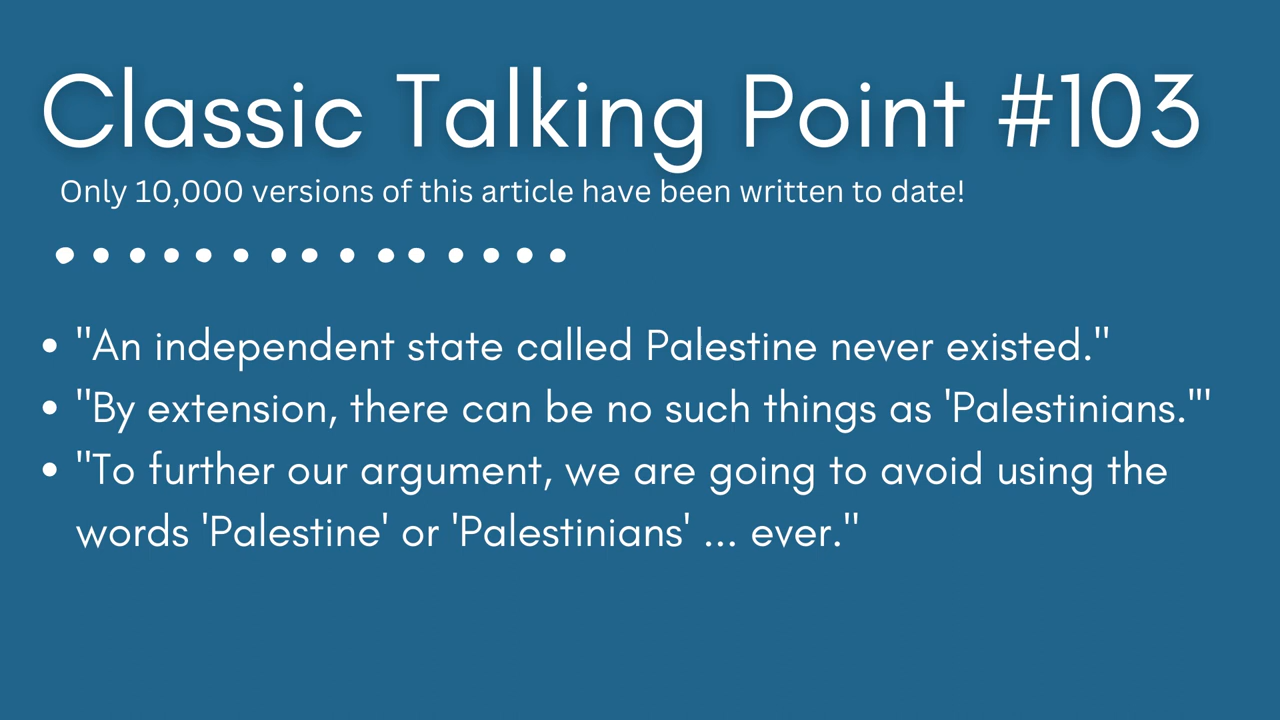 Classic Talking Point #103
Only 10,000 versions of this article have been written to date!
• "An independent state called Palestine never existed."
• "By extension, there can be no such things as 'Palestinians.'"
• "To further our argument, we are going to avoid using the
words 'Palestine' or 'Palestinians' ... ever."